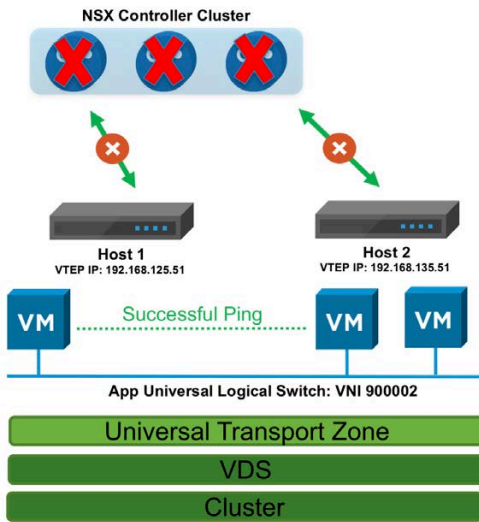 NSX Controller Cluster
Host 1
VTEP IP: 192.168.125.51
Host 2
VTEP IP: 192.168.135.51
VM
Successful Ping
VM
VM
App Universal Logical Switch: VNI 900002
Universal Transport Zone
VDS
Cluster